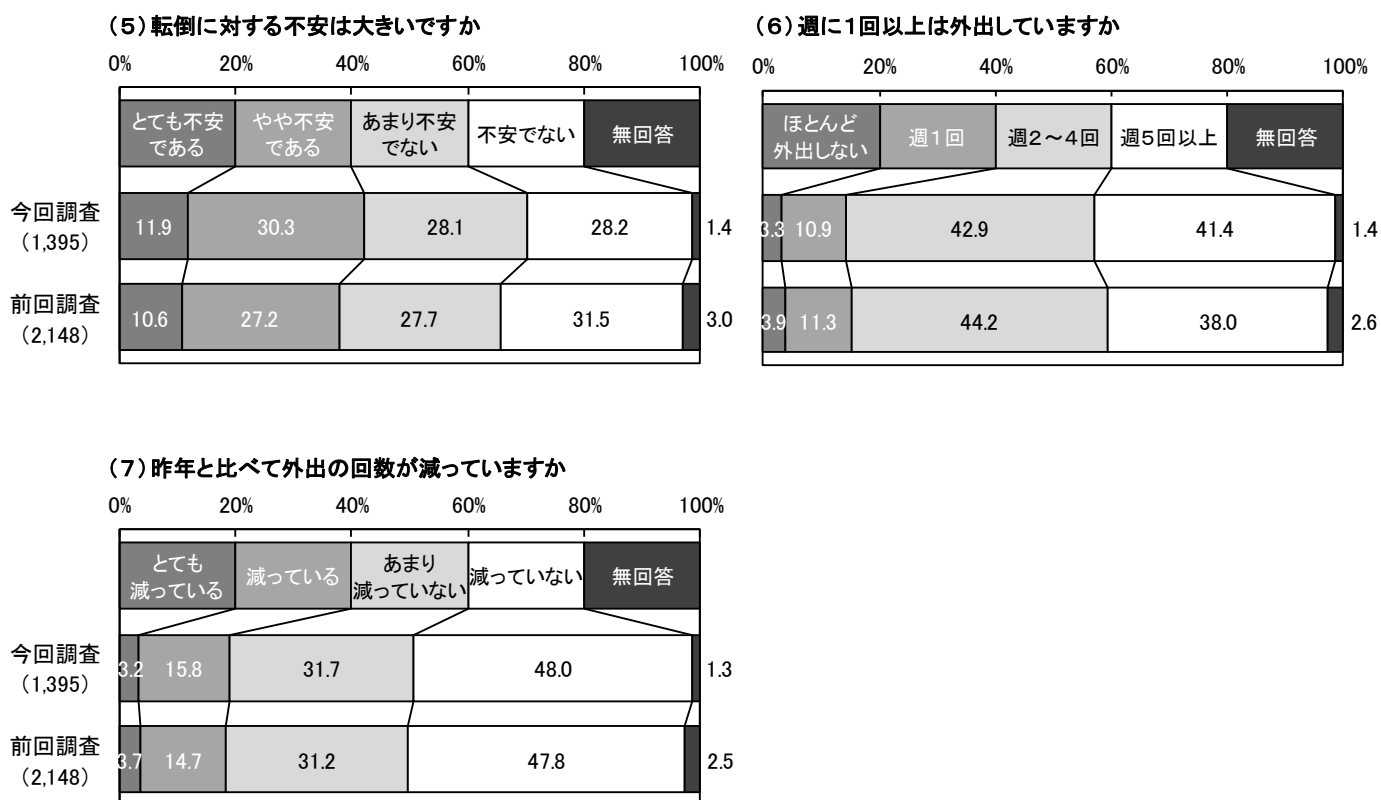 （５）転倒に対する不安は大きいですか
0% 20% 40% 60% 80% 100%
とても不安
である
やや不安
である
あまり不安
でない
不安でない
無回答
今回調査
（1,395）
11.9 30.3 28.1 28.2 1.4
前回調査
（2,148）
10.6 27.2 27.7 31.5 3.0
（６）週に１回以上は外出していますか
0% 20% 40% 60% 80% 100%
ほとんど
外出しない
週１回
週２～４回
週５回以上
無回答
3.3 10.9 42.9 41.4 1.4
3.9 11.3 44.2 38.0 2.6
（７）昨年と比べて外出の回数が減っていますか
0% 20% 40% 60% 80% 100%
とても
減っている
減っている
あまり
減っていない
減っていない
無回答
今回調査
（1,395）
3.2 15.8 31.7 48.0 1.3
前回調査
（2,148）
3.7 14.7 31.2 47.8 2.5